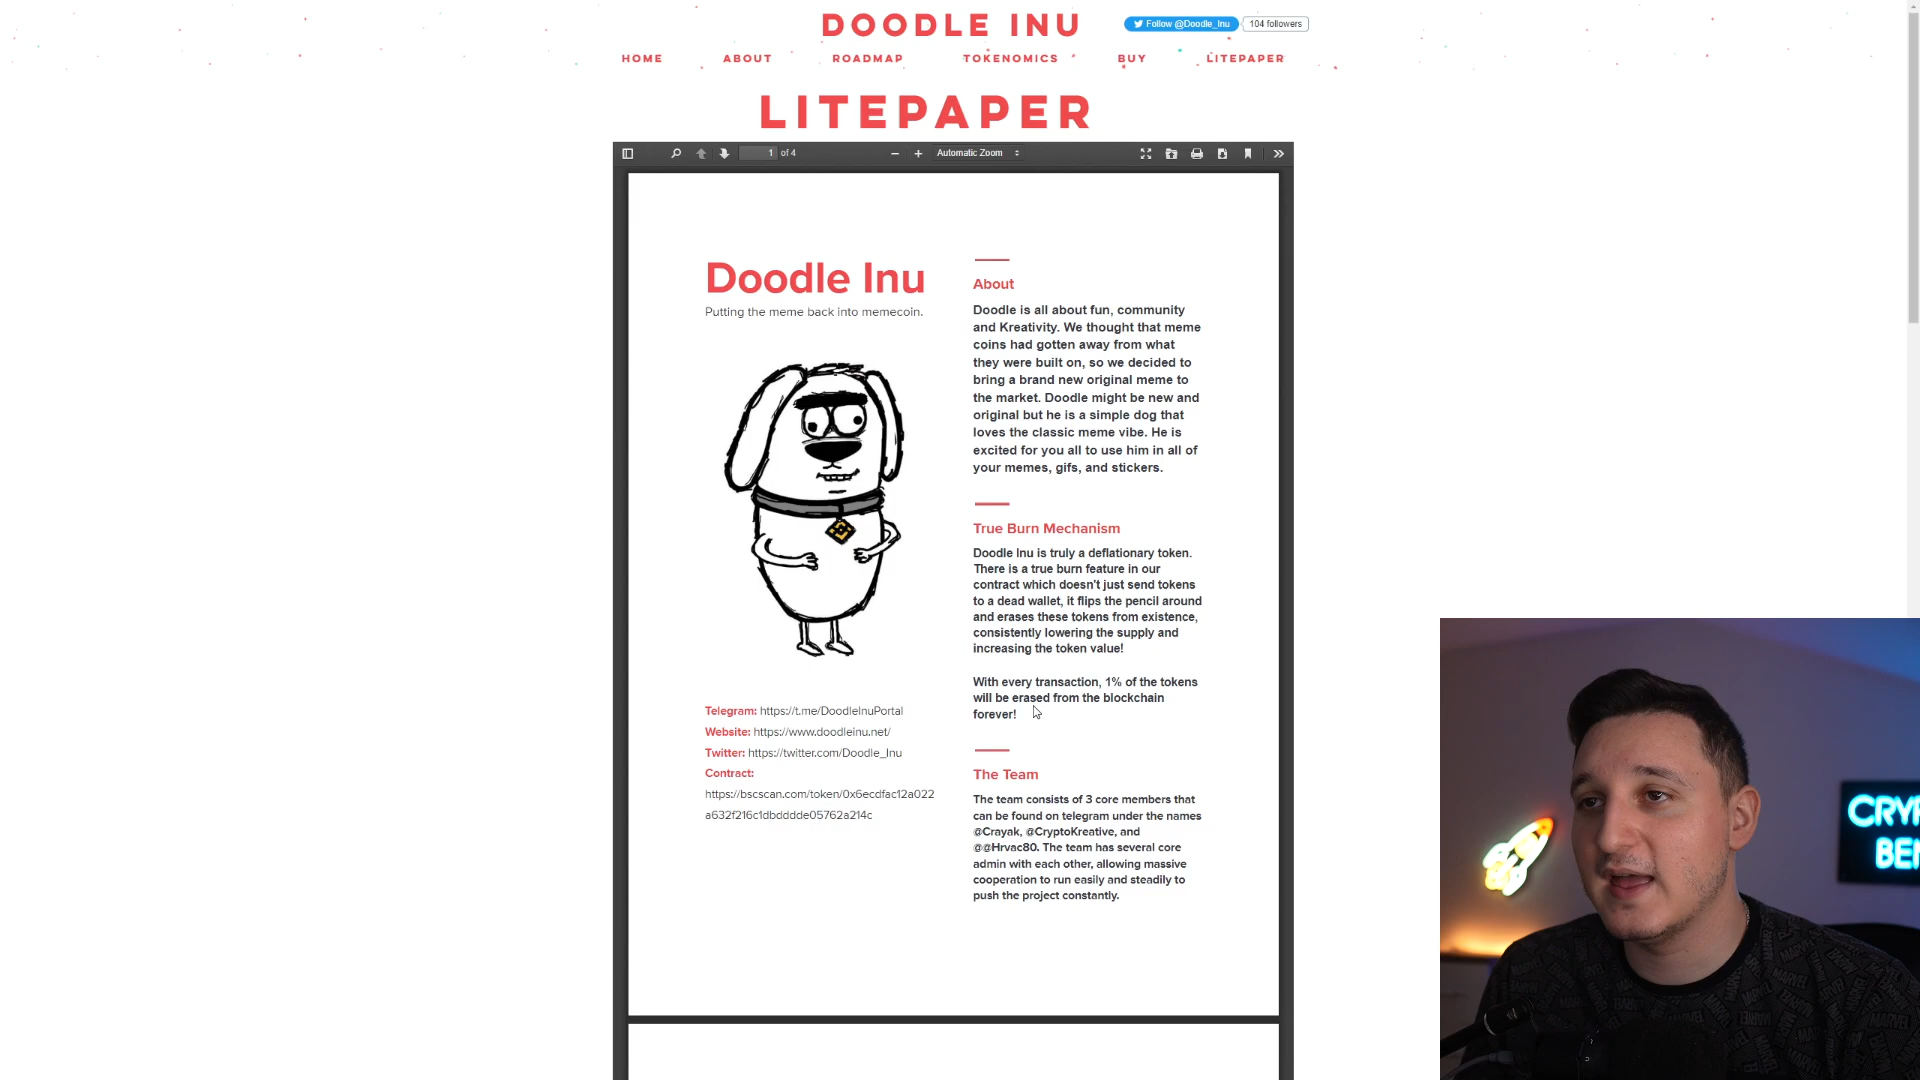 DOODLE INU
Follow @Doodle_Inu
104 followers
HOME
ABOUT
ROADMAP
TOKENOMICS
BUY
LITEPAPER
LITEPAPER
1 of 4
Automatic Zoom
Doodle Inu
Putting the meme back into memecoin.
Telegram: https://t.me/DoodleInuPortal
Website: https://www.doodleinu.net/
Twitter: https://twitter.com/Doodle_Inu
Contract:
https://bscscan.com/token/0x6ecdfac12a022
a632f216c1dbdddde05762a214c
About
Doodle is all about fun, community
and Kreativity. We thought that meme
coins had gotten away from what
they were built on, so we decided to
bring a brand new original meme to
the market. Doodle might be new and
original but he is a simple dog that
loves the classic meme vibe. He is
excited for you all to use him in all of
your memes, gifs, and stickers.
True Burn Mechanism
Doodle Inu is truly a deflationary token.
There is a true burn feature in our
contract which doesn't just send tokens
to a dead wallet, it flips the pencil around
and erases these tokens from existence,
consistently lowering the supply and
increasing the token value!
With every transaction, 1% of the tokens
will be erased from the blockchain
forever!
The Team
The team consists of 3 core members that
can be found on telegram under the names
@Crayak, @CryptoKreative, and
@@Hrvac80. The team has several core
admin with each other, allowing massive
cooperation to run easily and steadily to
push the project constantly.
CRYP
BEN
MARVEL